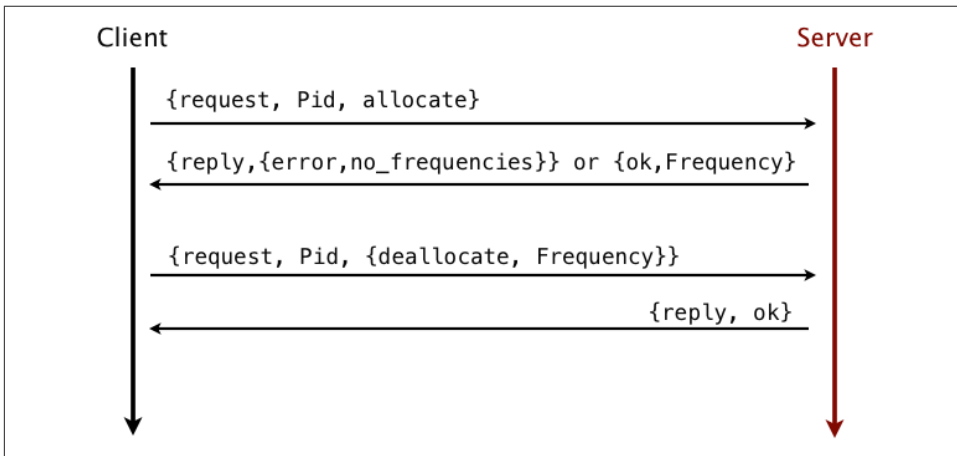 Client
Server
{request, Pid, allocate}
{reply,{error,no_frequencies}} or {ok,Frequency}
{request, Pid, {deallocate, Frequency}}
{reply, ok}